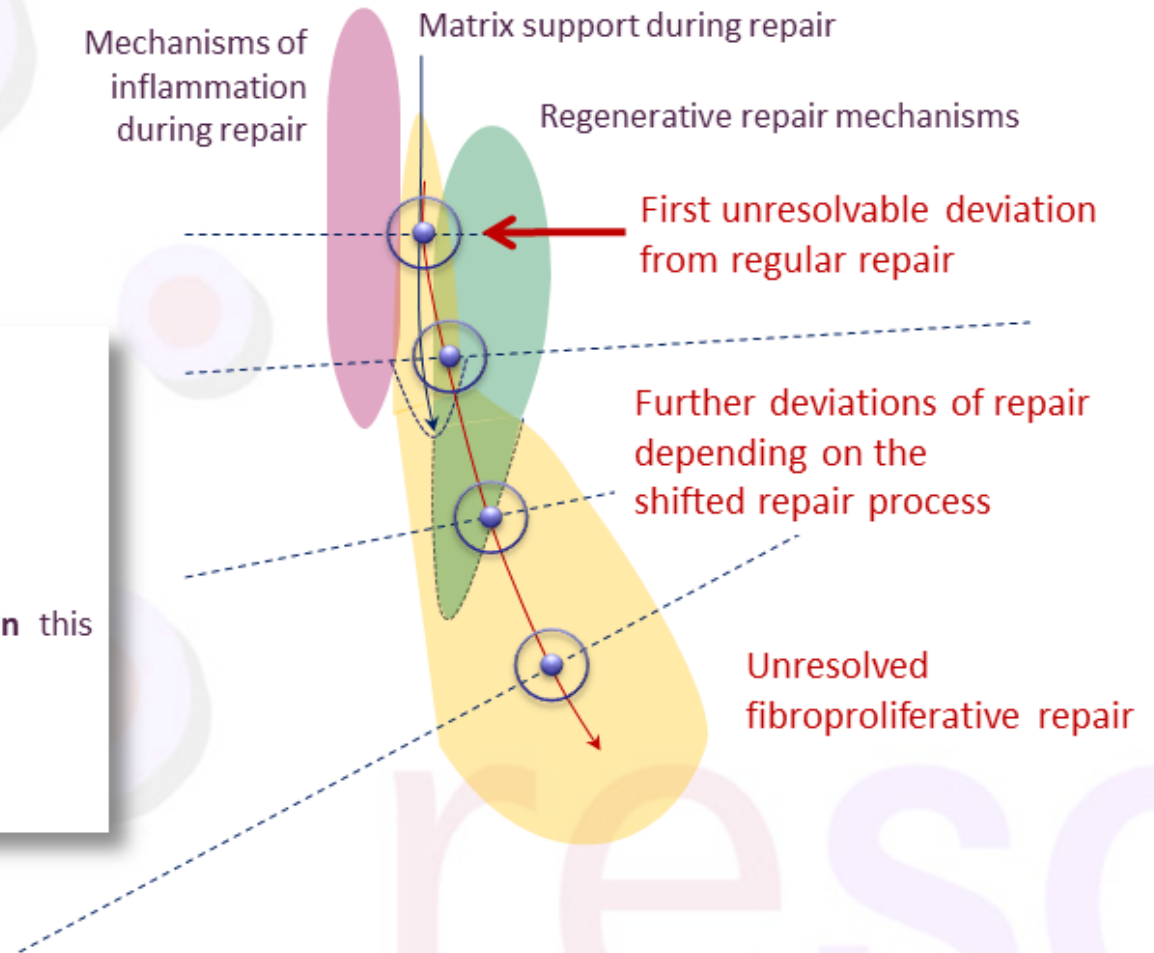 Matrix support during repair
Mechanisms of
inflammation
during repair
Regenerative repair mechanisms
First unresolvable deviation
from regular repair
Further deviations of repair
depending on the
shifted repair process
n this
Unresolved
fibroproliferative repair
reso